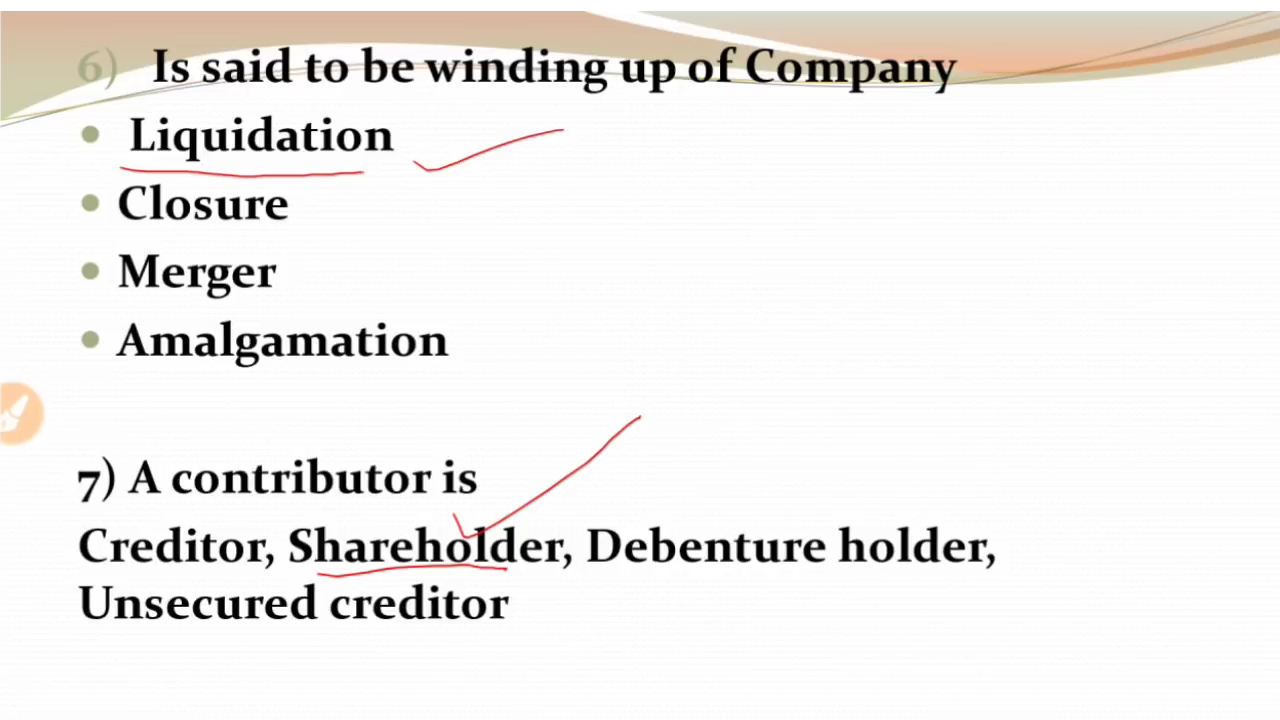 6) Is said to be winding up of Company
Liquidation
Closure
Merger
Amalgamation
7) A contributor is
Creditor, Shareholder, Debenture holder,
Unsecured creditor